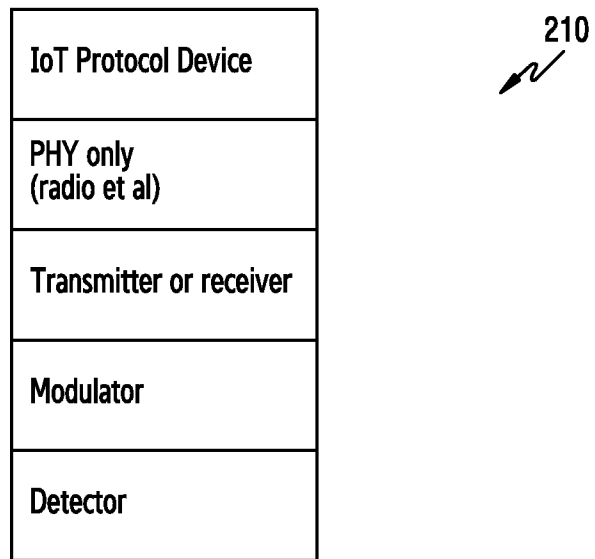 IoT Protocol Device
210
PHY only
(radio et al)
Transmitter or receiver
Modulator
Detector